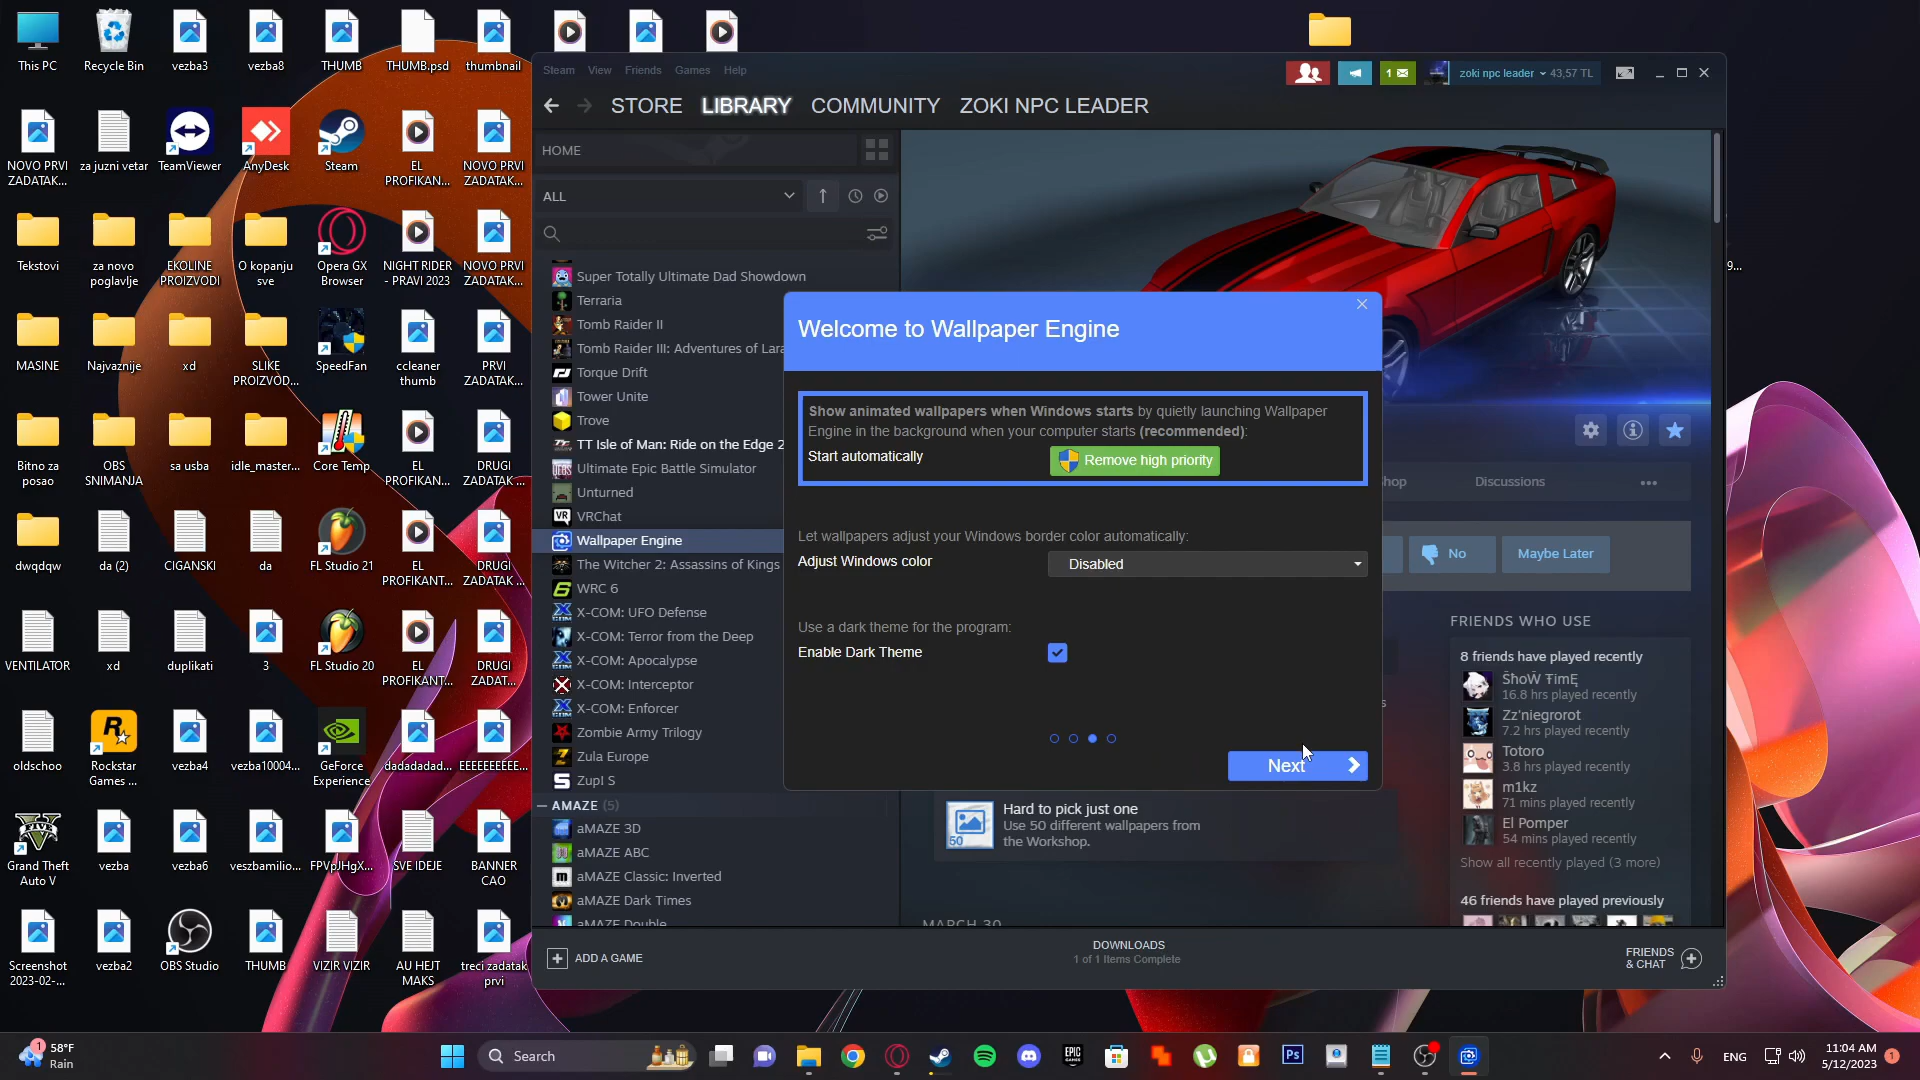 This PC
Recycle Bin
vezba3
vezba8
THUMB
THUMB.psd
thumbnail
NOVO PRVI
ZADATAK...
za juzni vetar
TeamViewer
AnyDesk
Steam
EL
PROFIKAN...
NOVO PRVI
ZADATAK...
Tekstovi
za novo
poglavlje
EKOLINE
PROIZVODI
O kopanju
sve
Opera GX
Browser
NIGHT RIDER
- PRAVI 2023
NOVO PRVI
ZADATAK...
MASINE
Najvaznije
xd
SLIKE
PROIZVOD...
SpeedFan
ccleaner
thumb
PRVI
ZADATAK...
Bitno za
posao
OBS
SNIMANJA
sa usba
idle_master...
Core Temp
EL
PROFIKAN...
DRUGI
ZADATAK ...
dwqdqw
da (2)
CIGANSKI
da
FL Studio 21
EL
PROFIKANT...
DRUGI
ZADATAK ...
VENTILATOR
xd
duplikati
3
FL Studio 20
EL
PROFIKANT...
DRUGI
ZADAT...
oldschoo
Rockstar
Games ...
vezba4
vezba10004...
GeForce
Experience
dadadadad...
EEEEEEEEEE...
Grand Theft
Auto V
vezba
vezba6
veszbamilio...
FPVpJHgX...
SVE IDEJE
BANNER
CAO
Screenshot
2023-02-...
vezba2
OBS Studio
THUMB
VIZIR VIZIR
AU HEJT
MAKS
treci zadatak
prvi
9...
Steam View Friends Games Help
1
zoki npc leader 43,57 TL
STORE LIBRARY COMMUNITY ZOKI NPC LEADER
HOME
ALL
Super Totally Ultimate Dad Showdown
Terraria
Tomb Raider II
Tomb Raider III: Adventures of Lara
Torque Drift
Tower Unite
Trove
TT Isle of Man: Ride on the Edge 2
Ultimate Epic Battle Simulator
Unturned
VRChat
Wallpaper Engine
The Witcher 2: Assassins of Kings
WRC 6
X-COM: UFO Defense
X-COM: Terror from the Deep
X-COM: Apocalypse
X-COM: Interceptor
X-COM: Enforcer
Zombie Army Trilogy
Zula Europe
Zupl S
AMAZE (5)
aMAZE 3D
aMAZE ABC
aMAZE Classic: Inverted
aMAZE Dark Times
aMAZE Double
Welcome to Wallpaper Engine
Show animated wallpapers when Windows starts by quietly launching Wallpaper
Engine in the background when your computer starts (recommended):
Start automatically
Remove high priority
Let wallpapers adjust your Windows border color automatically:
Adjust Windows color
Disabled
Use a dark theme for the program:
Enable Dark Theme
Next
hop
Discussions
No
Maybe Later
FRIENDS WHO USE
8 friends have played recently
ŠhoW ŦimĘ
16.8 hrs played recently
Zz'niegrorot
7.2 hrs played recently
Totoro
3.8 hrs played recently
m1kz
71 mins played recently
El Pomper
54 mins played recently
Show all recently played (3 more)
46 friends have played previously
50
Hard to pick just one
Use 50 different wallpapers from
the Workshop.
MARCH 30
ADD A GAME
DOWNLOADS
1 of 1 Items Complete
FRIENDS
& CHAT
1
58°F
Rain
Search
EPIC
GAMES
Ps
ENG
11:04 AM
5/12/2023
1